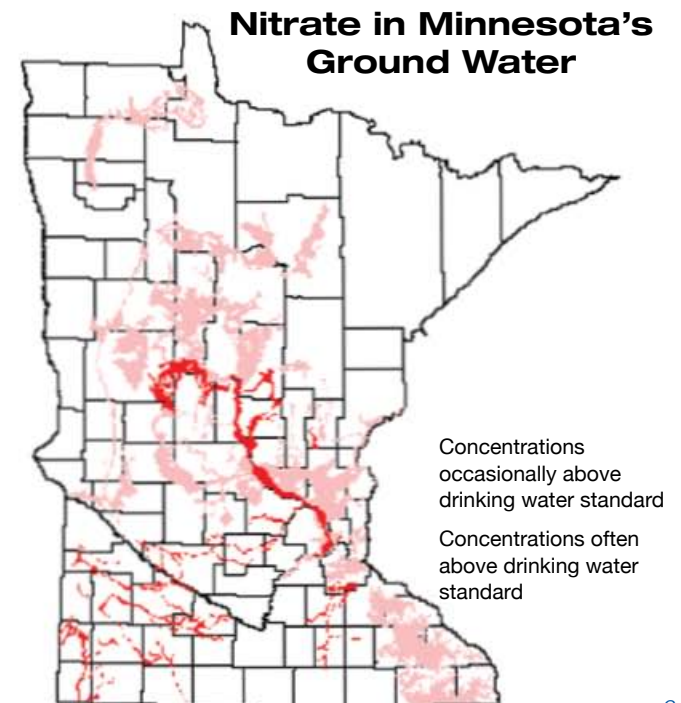 Nitrate in Minnesota’s
Ground Water
Concentrations
occasionally above
drinking water standard
Concentrations often
above drinking water
standard